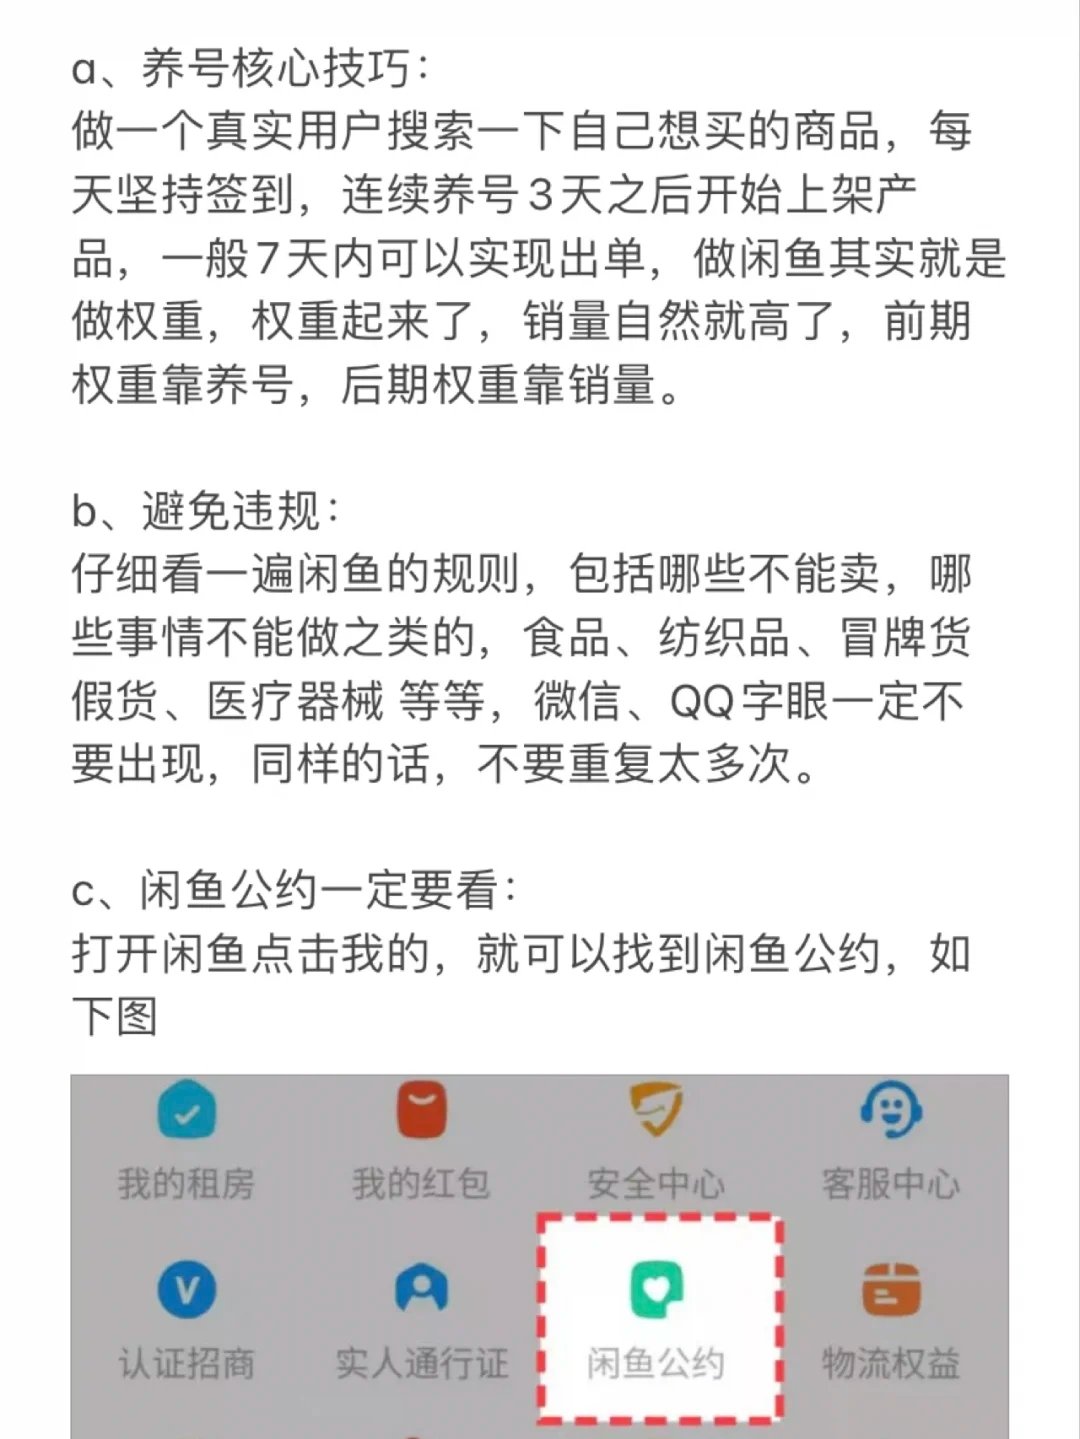 a、养号核心技巧：
做一个真实用户搜索一下自己想买的商品，每
天坚持签到，连续养号3天之后开始上架产
品，一般7天内可以实现出单，做闲鱼其实就是
做权重，权重起来了，销量自然就高了，前期
权重靠养号，后期权重靠销量。
b、避免违规：
仔细看一遍闲鱼的规则，包括哪些不能卖，哪
些事情不能做之类的，食品、纺织品、冒牌货
假货、医疗器械 等等，微信、QQ字眼一定不
要出现，同样的话，不要重复太多次。
c、闲鱼公约一定要看：
打开闲鱼点击我的，就可以找到闲鱼公约，如
下图
我的租房 我的红包 安全中心 客服中心
认证招商 实人通行证 闲鱼公约 物流权益